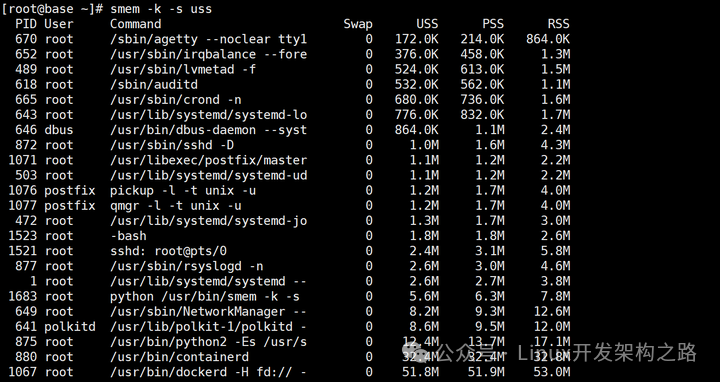 [root@base ~]# smem -k -s uss
PID User Command Swap USS PSS RSS
670 root /sbin/agetty --noclear tty1 0 172.0K 214.0K 864.0K
652 root /usr/sbin/irqbalance --fore 0 376.0K 458.0K 1.3M
489 root /usr/sbin/lvmetad -f 0 524.0K 613.0K 1.5M
618 root /sbin/auditd 0 532.0K 562.0K 1.1M
665 root /usr/sbin/crond -n 0 680.0K 736.0K 1.6M
643 root /usr/lib/systemd/systemd-lo 0 776.0K 832.0K 1.7M
646 dbus /usr/bin/dbus-daemon --syst 0 864.0K 1.1M 2.4M
872 root /usr/sbin/sshd -D 0 1.0M 1.6M 4.3M
1071 root /usr/libexec/postfix/master 0 1.1M 1.2M 2.2M
503 root /usr/lib/systemd/systemd-ud 0 1.1M 1.2M 2.2M
1076 postfix pickup -l -t unix -u 0 1.2M 1.7M 4.0M
1077 postfix qmgr -l -t unix -u 0 1.2M 1.7M 4.0M
472 root /usr/lib/systemd/systemd-jo 0 1.3M 1.7M 3.0M
1523 root -bash 0 1.8M 1.8M 2.6M
1521 root sshd: root@pts/0 0 2.4M 3.1M 5.8M
877 root /usr/sbin/rsyslogd -n 0 2.6M 3.0M 4.6M
1 root /usr/lib/systemd/systemd -- 0 2.6M 2.7M 3.8M
1683 root python /usr/bin/smem -k -s 0 5.6M 6.3M 7.8M
649 root /usr/sbin/NetworkManager -- 0 8.2M 9.3M 12.6M
641 polkitd /usr/lib/polkit-1/polkitd - 0 8.6M 9.5M 12.0M
875 root /usr/bin/python2 -Es /usr/s 0 12.4M 13.7M 17.1M
公众号 · Linux开发架构之路
880 root /usr/bin/containerd 0 32.4M 32.4M 32.8M
1067 root /usr/bin/dockerd -H fd:// - 0 51.8M 51.9M 53.0M